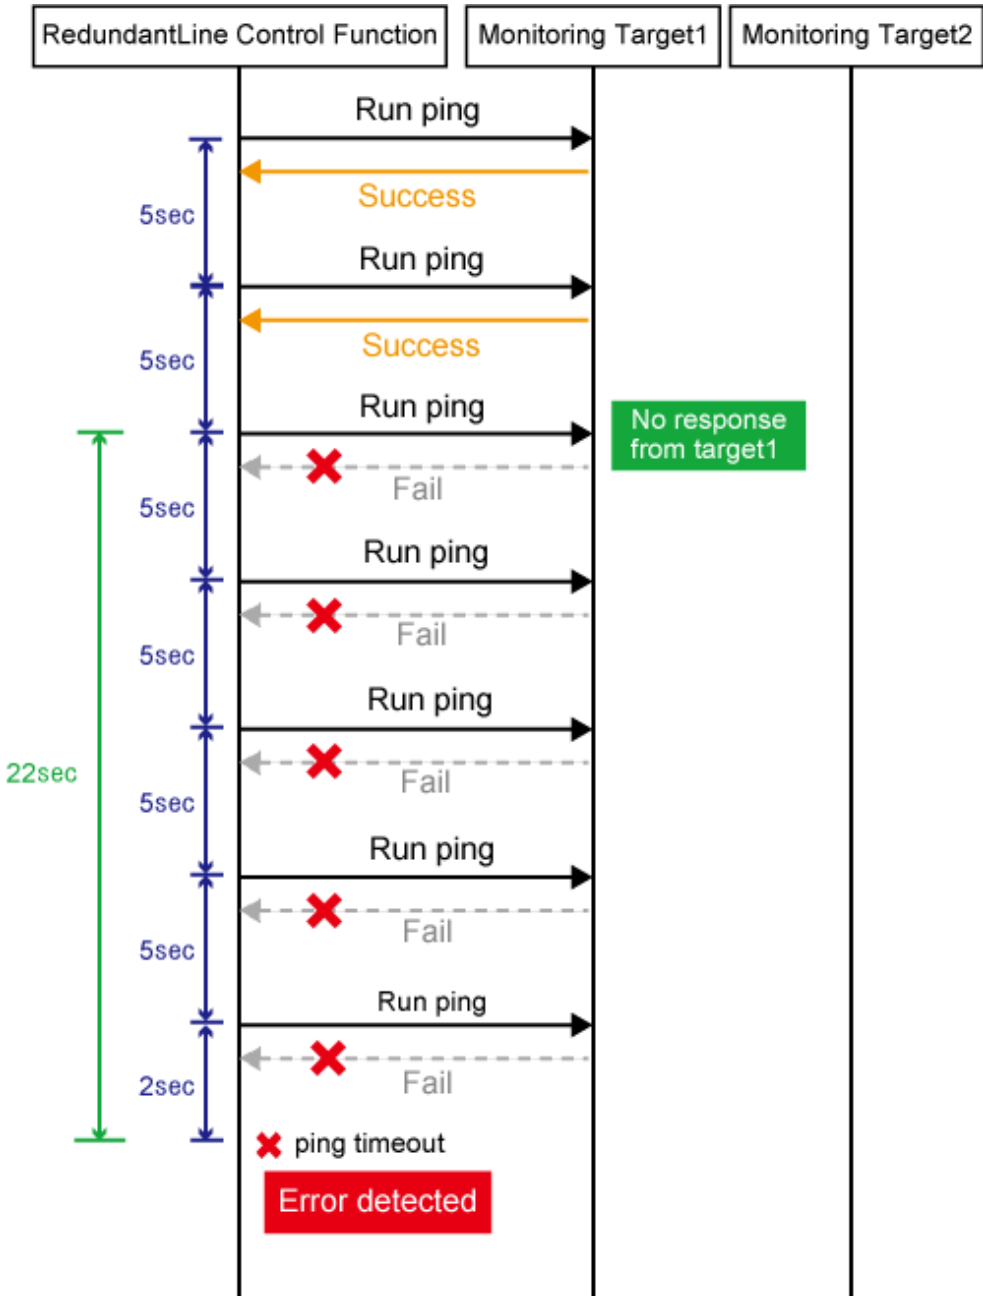 RedundantLine Control Function
Monitoring Target1
Monitoring Target2
Run ping
Success
5sec
Run ping
Success
5sec
Run ping
No response
from target1
Fail
5sec
Run ping
Fail
5sec
Run ping
22sec
Fail
5sec
Run ping
Fail
5sec
Run ping
Fail
2sec
ping timeout
Error detected